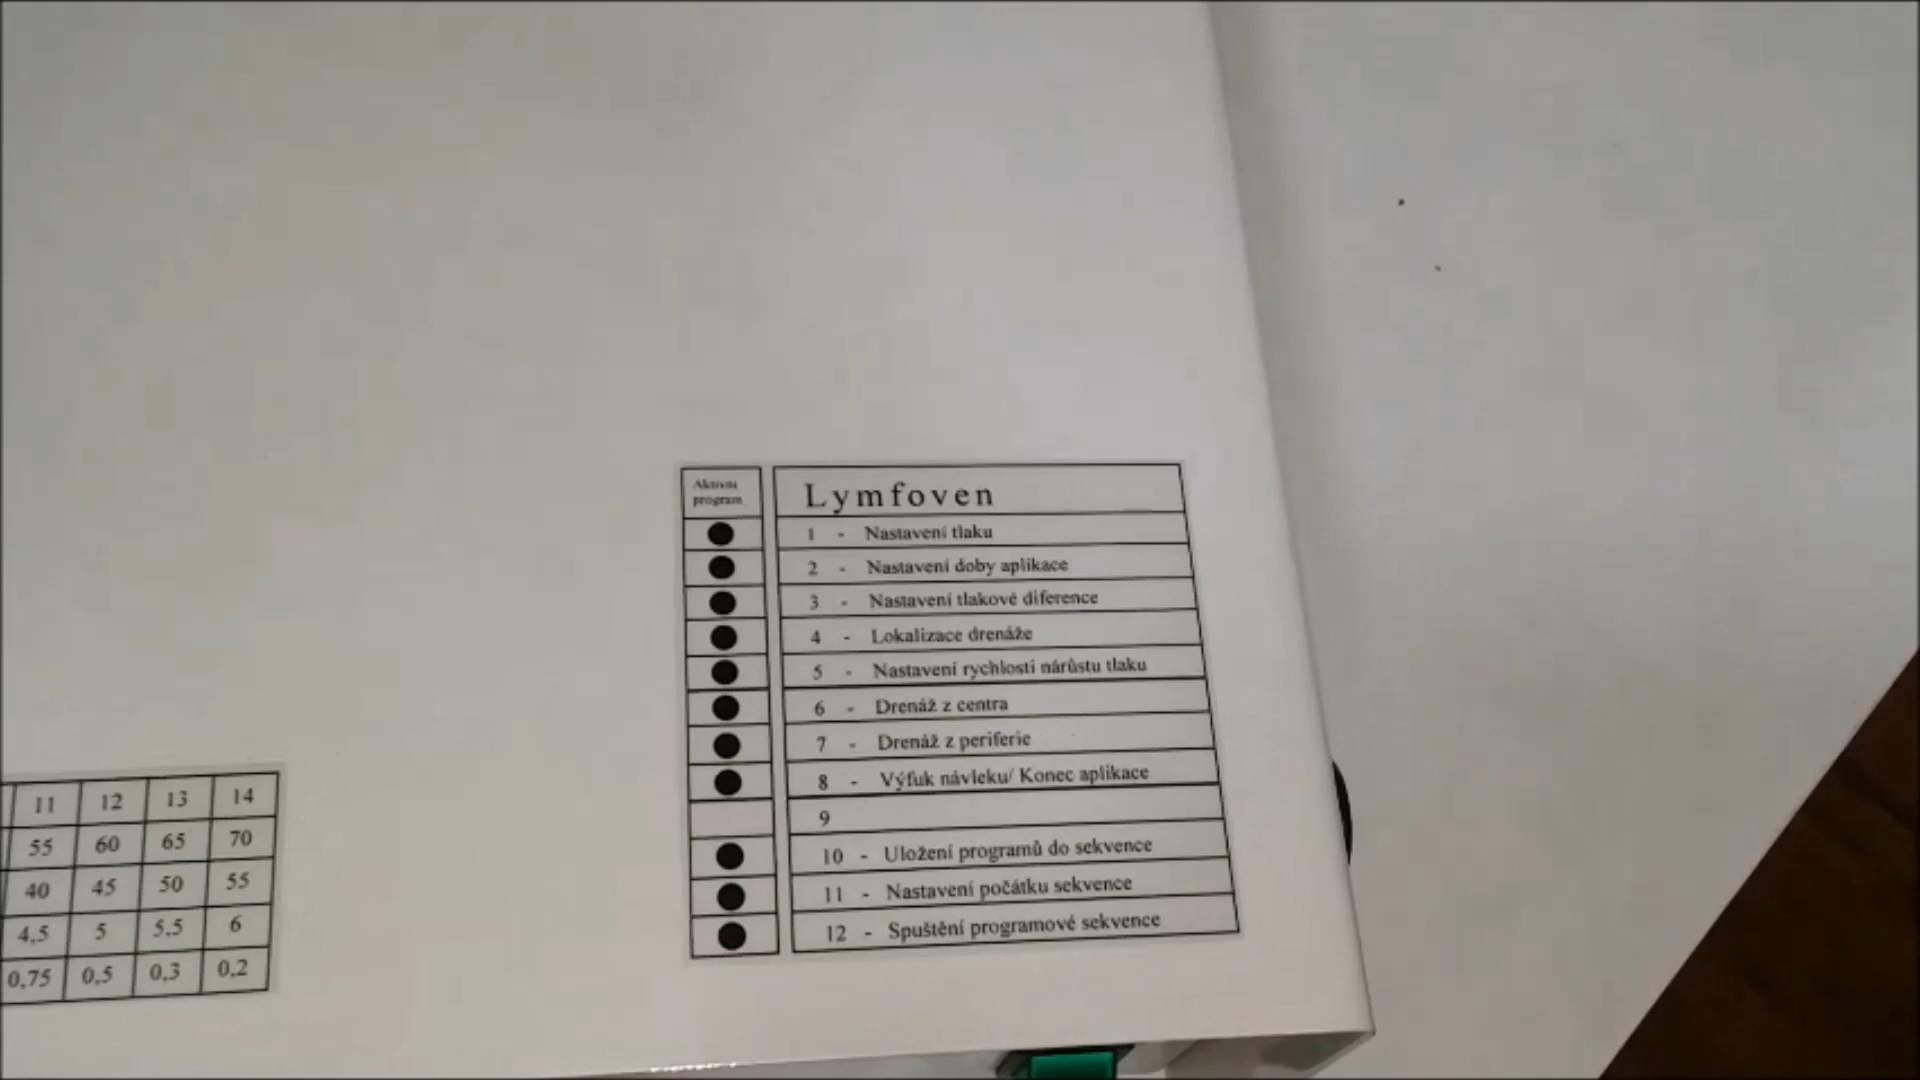 Aktivní program
Lymfoven
1 - Nastavení tlaku
2 - Nastavení doby aplikace
3 - Nastavení tlakové diference
4 - Lokalizace drenáže
5 - Nastavení rychlosti nárůstu tlaku
6 - Drenáž z centra
7 - Drenáž z periferie
8 - Výfuk návleku/ Konec aplikace
9
10 - Uložení programů do sekvence
11 - Nastavení počátku sekvence
12 - Spuštění programové sekvence
11 12 13 14
55 60 65 70
40 45 50 55
4,5 5 5,5 6
0,75 0,5 0,3 0,2